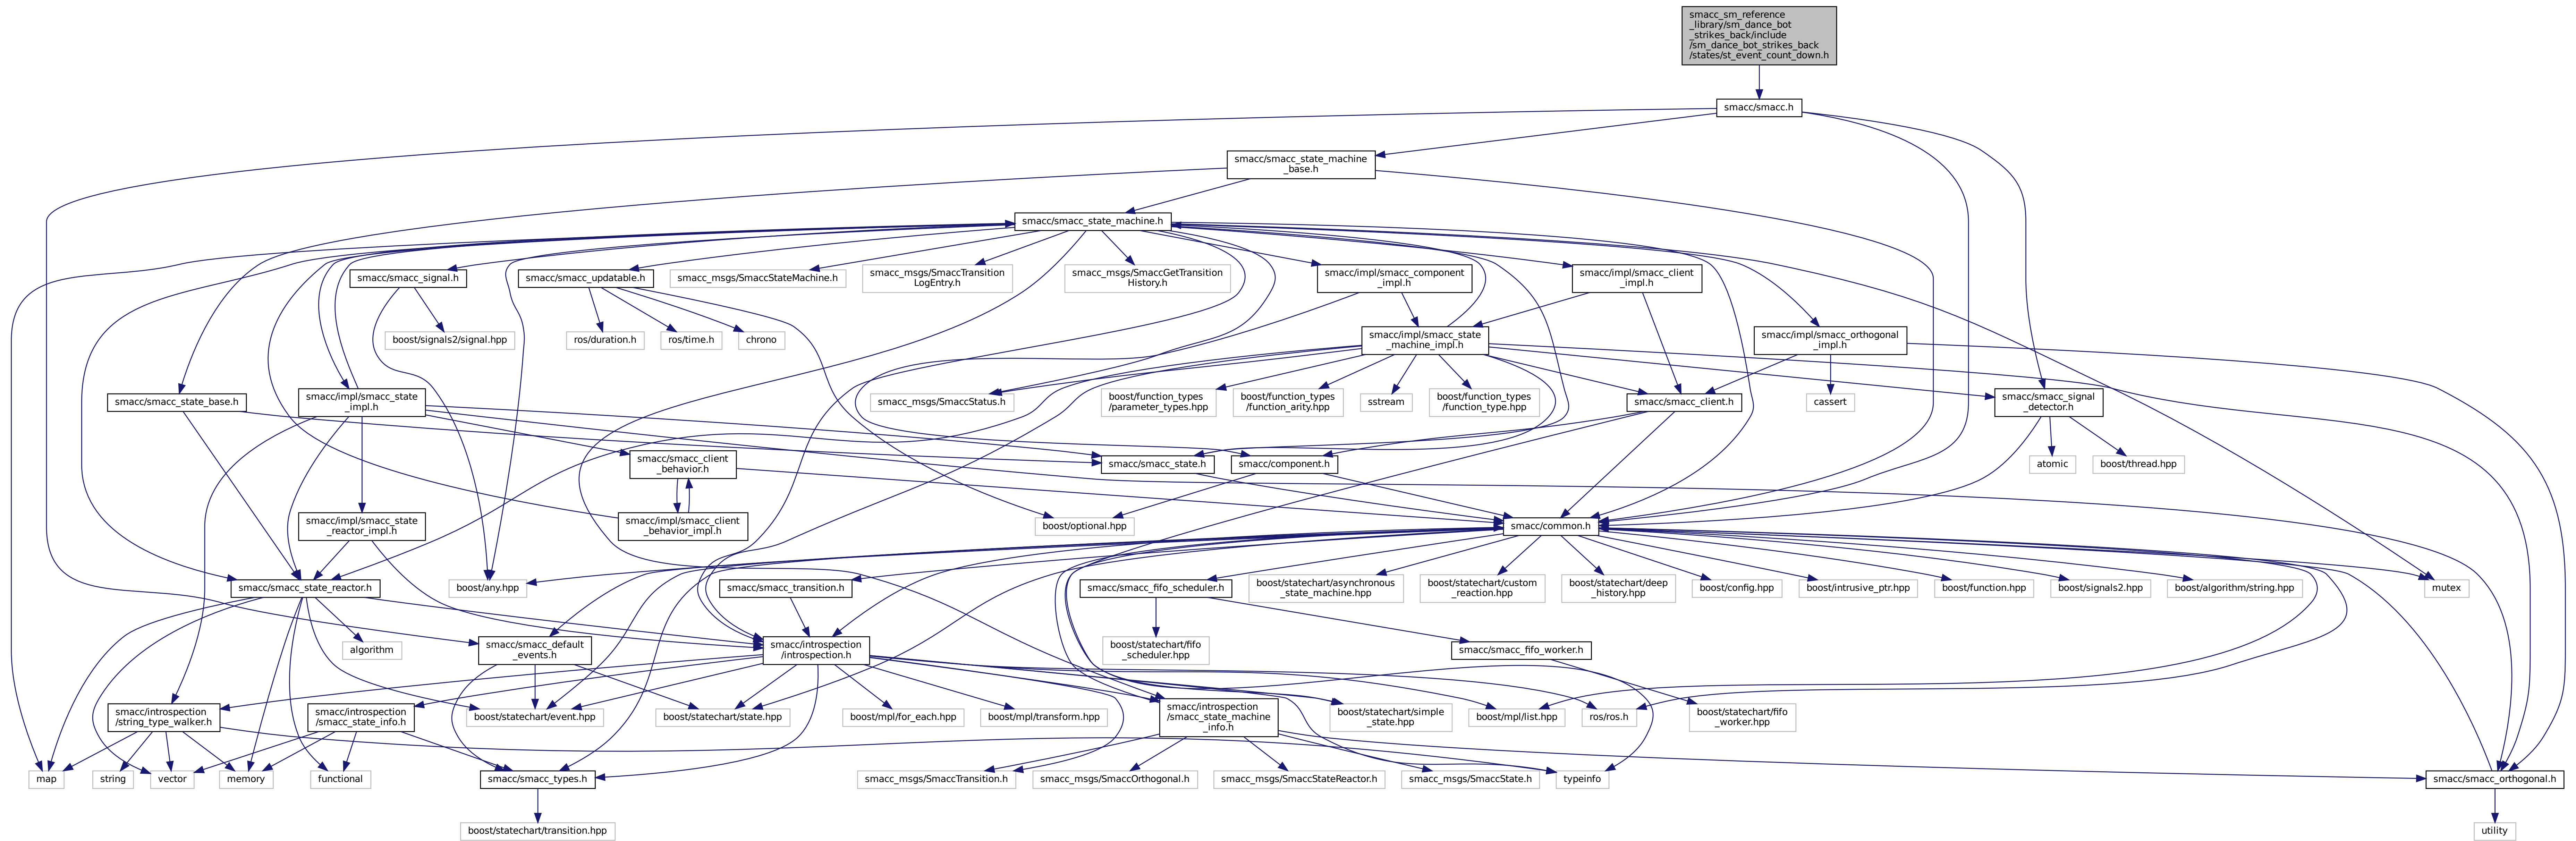 smacc_sm_reference
_library/sm_dance_bot
_strikes_back/include
/sm_dance_bot_strikes_back
/states/st_event_count_down.h
smacc/smacc.h
smacc/smacc_state_machine
_base.h
smacc/smacc_state_machine.h
smacc/smacc_signal.h
smacc/smacc_updatable.h
smacc_msgs/SmaccStateMachine.h
smacc_msgs/SmaccTransition
LogEntry.h
smacc_msgs/SmaccGetTransition
History.h
smacc/impl/smacc_component
_impl.h
smacc/impl/smacc_client
_impl.h
boost/signals2/signal.hpp
ros/duration.h
ros/time.h
chrono
smacc/impl/smacc_state
_machine_impl.h
smacc/impl/smacc_orthogonal
_impl.h
smacc/smacc_state_base.h
smacc/impl/smacc_state
_impl.h
smacc_msgs/SmaccStatus.h
boost/function_types
/parameter_types.hpp
boost/function_types
/function_arity.hpp
sstream
boost/function_types
/function_type.hpp
smacc/smacc_client.h
cassert
smacc/smacc_signal
_detector.h
smacc/smacc_client
_behavior.h
smacc/smacc_state.h
smacc/component.h
atomic
boost/thread.hpp
smacc/impl/smacc_state
_reactor_impl.h
smacc/impl/smacc_client
_behavior_impl.h
boost/optional.hpp
smacc/common.h
smacc/smacc_state_reactor.h
boost/any.hpp
smacc/smacc_transition.h
smacc/smacc_fifo_scheduler.h
boost/statechart/asynchronous
_state_machine.hpp
boost/statechart/custom
_reaction.hpp
boost/statechart/deep
_history.hpp
boost/config.hpp
boost/intrusive_ptr.hpp
boost/function.hpp
boost/signals2.hpp
boost/algorithm/string.hpp
mutex
algorithm
smacc/smacc_default
_events.h
smacc/introspection
/introspection.h
boost/statechart/fifo
_scheduler.hpp
smacc/smacc_fifo_worker.h
smacc/introspection
/string_type_walker.h
smacc/introspection
/smacc_state_info.h
boost/statechart/event.hpp
boost/statechart/state.hpp
boost/mpl/for_each.hpp
boost/mpl/transform.hpp
smacc/introspection
/smacc_state_machine
_info.h
boost/statechart/simple
_state.hpp
boost/mpl/list.hpp
ros/ros.h
boost/statechart/fifo
_worker.hpp
map
string
vector
memory
functional
smacc/smacc_types.h
smacc_msgs/SmaccTransition.h
smacc_msgs/SmaccOrthogonal.h
smacc_msgs/SmaccStateReactor.h
smacc_msgs/SmaccState.h
typeinfo
smacc/smacc_orthogonal.h
boost/statechart/transition.hpp
utility